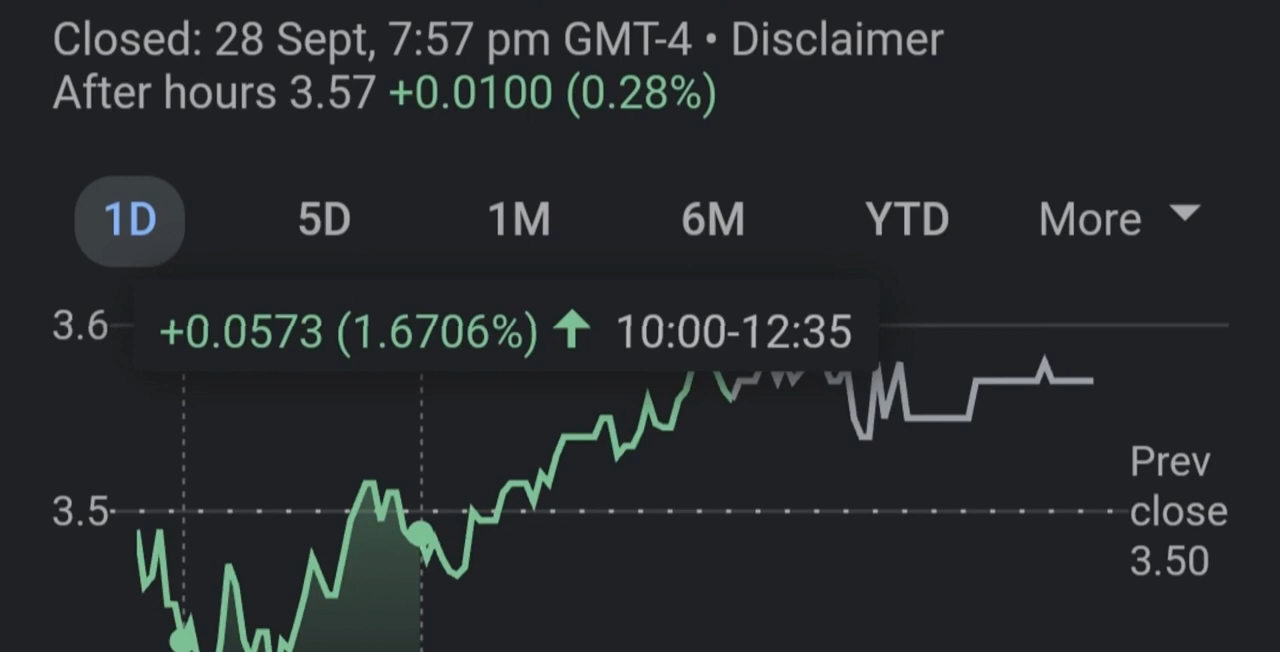 Closed: 28 Sept, 7:57 pm GMT-4 • Disclaimer
After hours 3.57 +0.0100 (0.28%)
1D 5D 1M 6M YTD More
3.6
+0.0573 (1.6706%) ↑ 10:00-12:35
3.5
Prev
close
3.50